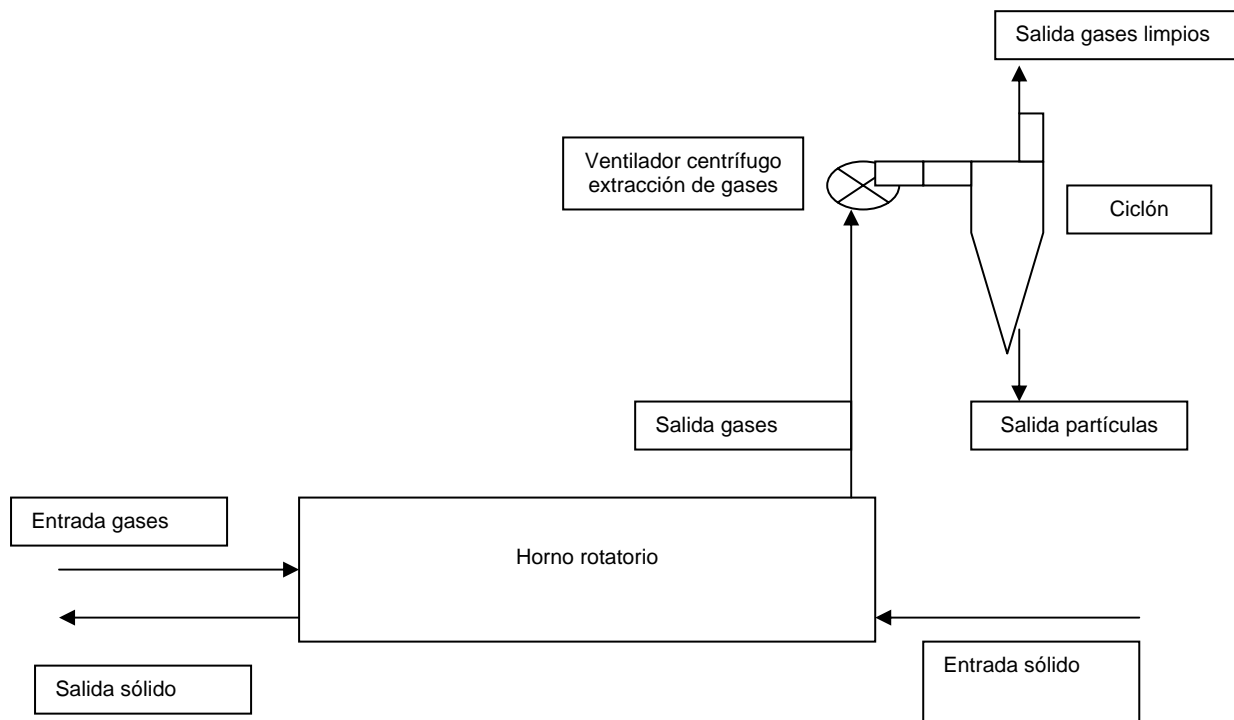 Salida gases limpios
Ventilador centrífugo
extracción de gases
Ciclón
Salida gases
Salida partículas
Entrada gases
Horno rotatorio
Entrada sólido
Salida sólido